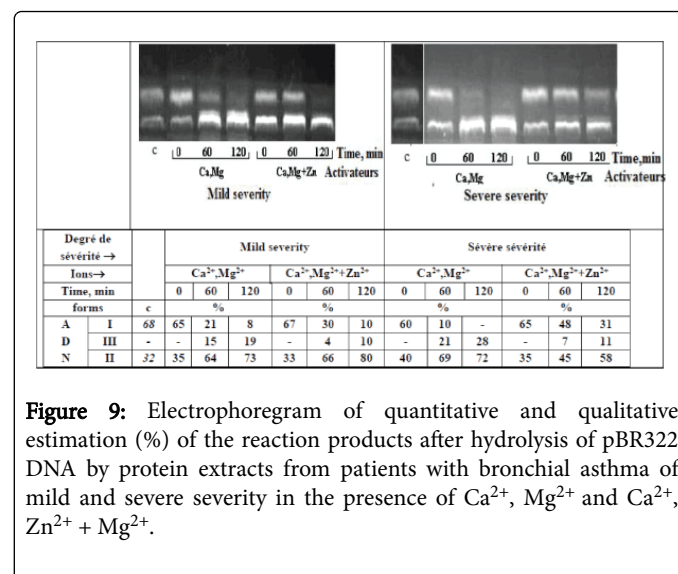 c 0 60 120 0 60 120 Time, min
Ca,Mg Ca,Mg+Zn Activateurs
Mild severity
c 0 60 120 0 60 120 Time, min
Ca,Mg Ca,Mg+Zn Activateurs
Severe severity
Degré de sévérité → Mild severity Sévère sévérité
Ions→ Ca²⁺,Mg²⁺ Ca²⁺,Mg²⁺+Zn²⁺ Ca²⁺,Mg²⁺ Ca²⁺,Mg²⁺+Zn²⁺
Time, min 0 60 120 0 60 120 0 60 120 0 60 120
forms c % % % %
A I 68 65 21 8 67 30 10 60 10 - 65 48 31
D III - - 15 19 - 4 10 - 21 28 - 7 11
N II 32 35 64 73 33 66 80 40 69 72 35 45 58
Figure 9: Electrophoregram of quantitative and qualitative
estimation (%) of the reaction products after hydrolysis of pBR322
DNA by protein extracts from patients with bronchial asthma of
mild and severe severity in the presence of Ca²⁺, Mg²⁺ and Ca²⁺,
Zn²⁺ + Mg²⁺.